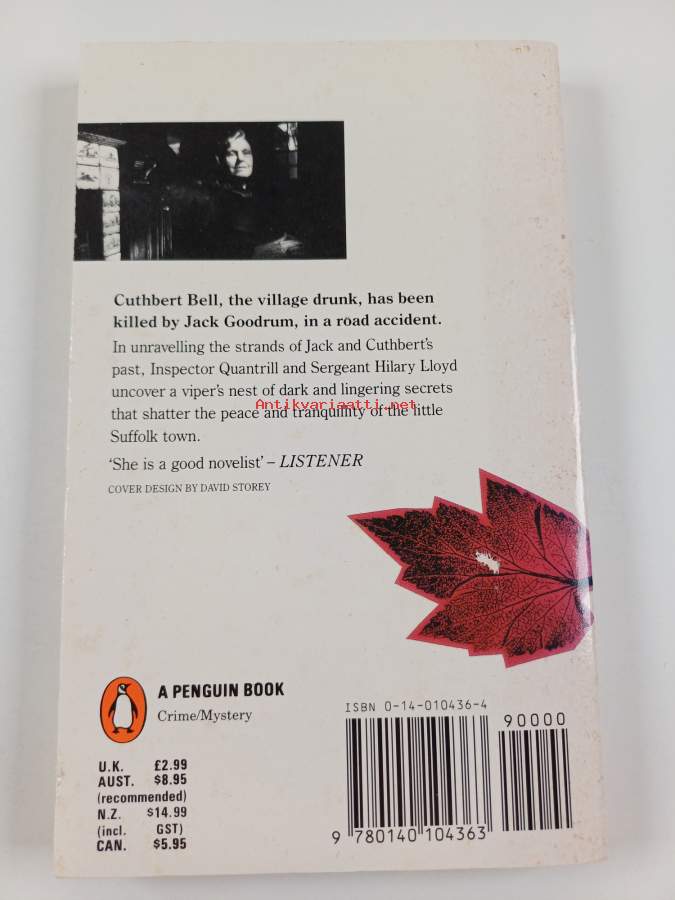 Cuthbert Bell, the village drunk, has been
killed by Jack Goodrum, in a road accident.
In unravelling the strands of Jack and Cuthbert's
past, Inspector Quantrill and Sergeant Hilary Lloyd
uncover a viper's nest of dark and lingering secrets
Antikvariaatti.net
that shatter the peace and tranquility of the little
Suffolk town.
'She is a good novelist' – LISTENER
COVER DESIGN BY DAVID STOREY
A PENGUIN BOOK
Crime/Mystery
ISBN 0-14-010436-4
90000
9 780140 104363
U.K. £2.99
AUST. $8.95
(recommended)
N.Z. $14.99
(incl. GST)
CAN. $5.95